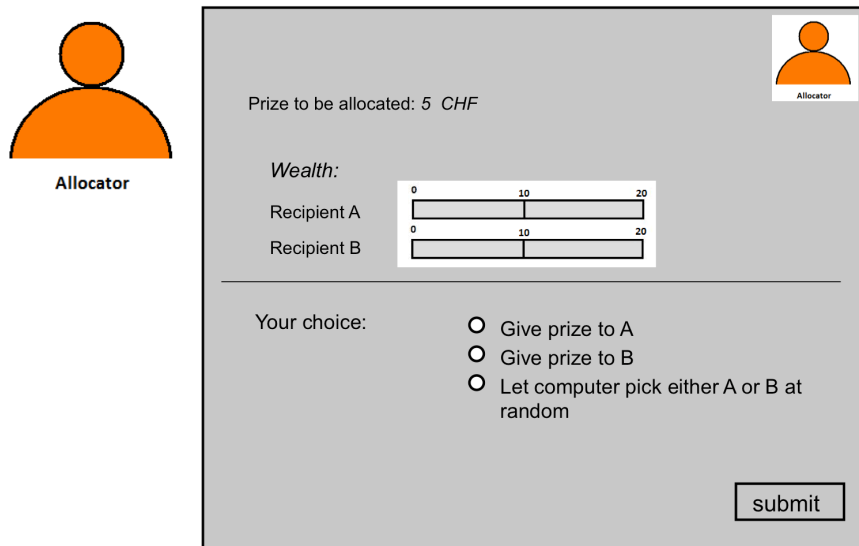 Allocator
Allocator
Prize to be allocated: 5 CHF
Wealth:
0 10 20
Recipient A
0 10 20
Recipient B
Your choice:
Give prize to A
Give prize to B
Let computer pick either A or B at
random
submit